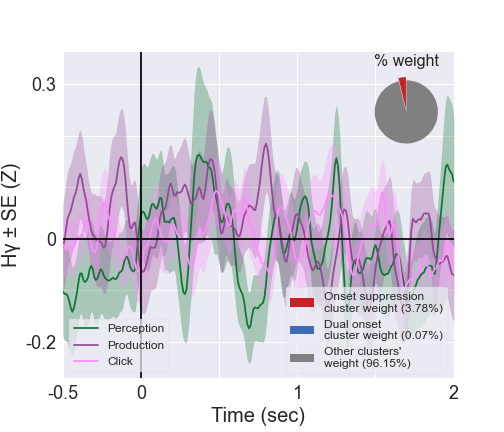 % weight
0.3
0
-0.2
Hγ ± SE (Z)
Perception
Production
Click
Onset suppression
cluster weight (3.78%)
Dual onset
cluster weight (0.07%)
Other clusters'
weight (96.15%)
-0.5
0
1
2
Time (sec)